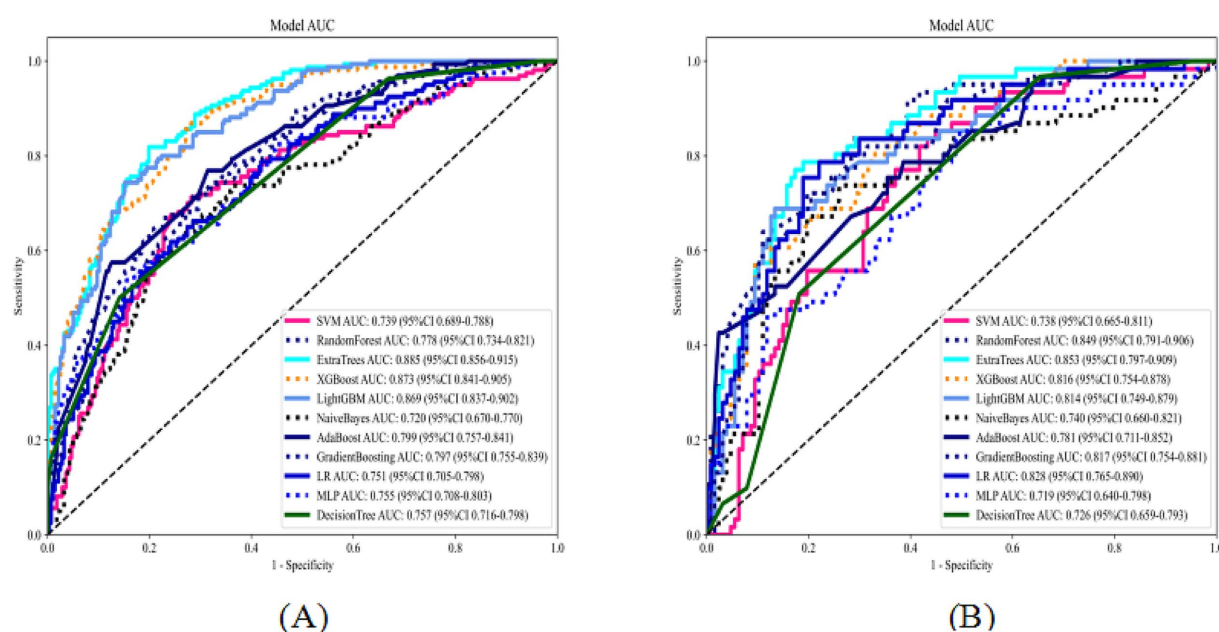 Model AUC
1.0
0.8
0.6
0.4
0.2
0.0
Sensitivity
0.0
0.2
0.4
0.6
0.8
1.0
1 - Specificity
SVM AUC: 0.739 (95%CI 0.689-0.788)
RandomForest AUC: 0.778 (95%CI 0.734-0.821)
ExtraTrees AUC: 0.885 (95%CI 0.856-0.915)
XGBoost AUC: 0.873 (95%CI 0.841-0.905)
LightGBM AUC: 0.869 (95%CI 0.837-0.902)
NaiveBayes AUC: 0.720 (95%CI 0.670-0.770)
AdaBoost AUC: 0.799 (95%CI 0.757-0.841)
GradientBoosting AUC: 0.797 (95%CI 0.755-0.839)
LR AUC: 0.751 (95%CI 0.705-0.798)
MLP AUC: 0.755 (95%CI 0.708-0.803)
DecisionTree AUC: 0.757 (95%CI 0.716-0.798)
(A)
Model AUC
1.0
0.8
0.6
0.4
0.2
0.0
Sensitivity
0.0
0.2
0.4
0.6
0.8
1.0
1 - Specificity
SVM AUC: 0.738 (95%CI 0.665-0.811)
RandomForest AUC: 0.849 (95%CI 0.791-0.906)
ExtraTrees AUC: 0.853 (95%CI 0.797-0.909)
XGBoost AUC: 0.816 (95%CI 0.754-0.878)
LightGBM AUC: 0.814 (95%CI 0.749-0.879)
NaiveBayes AUC: 0.740 (95%CI 0.660-0.821)
AdaBoost AUC: 0.781 (95%CI 0.711-0.852)
GradientBoosting AUC: 0.817 (95%CI 0.754-0.881)
LR AUC: 0.828 (95%CI 0.765-0.890)
MLP AUC: 0.719 (95%CI 0.640-0.798)
DecisionTree AUC: 0.726 (95%CI 0.659-0.793)
(B)